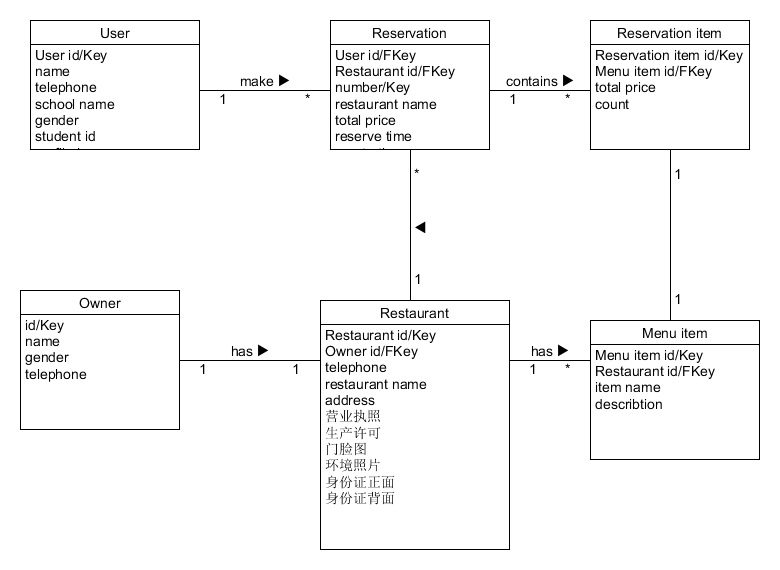 User
User id/Key
name
telephone
school name
gender
student id
make ▶
1
*
Reservation
User id/FKey
Restaurant id/FKey
number/Key
restaurant name
total price
reserve time
contains ▶
1
*
Reservation item
Reservation item id/Key
Menu item id/FKey
total price
count
*
1
1
1
Owner
id/Key
name
gender
telephone
has ▶
1
1
Restaurant
Restaurant id/Key
Owner id/FKey
telephone
restaurant name
address
营业执照
生产许可
门脸图
环境照片
身份证正面
身份证背面
has ▶
1
*
Menu item
Menu item id/Key
Restaurant id/FKey
item name
describtion